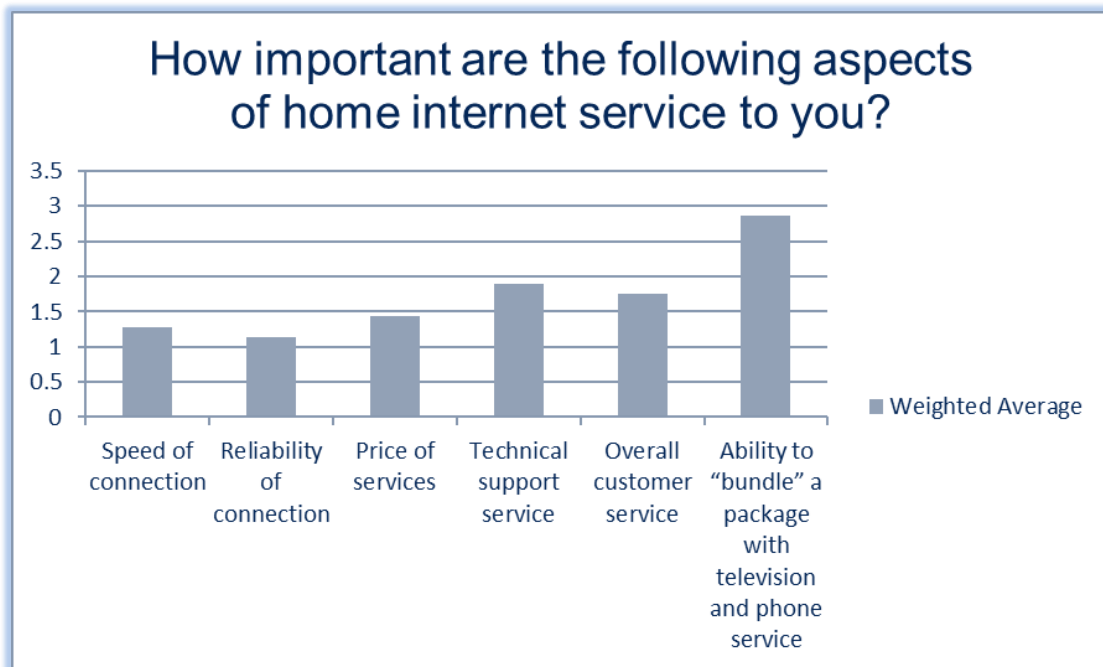 How important are the following aspects
of home internet service to you?
3.5
3
2.5
2
1.5
1
0.5
0
Speed of
connection
Reliability
of
connection
Price of
services
Technical
support
service
Overall
customer
service
Ability to
“bundle” a
package
with
television
and phone
service
Weighted Average